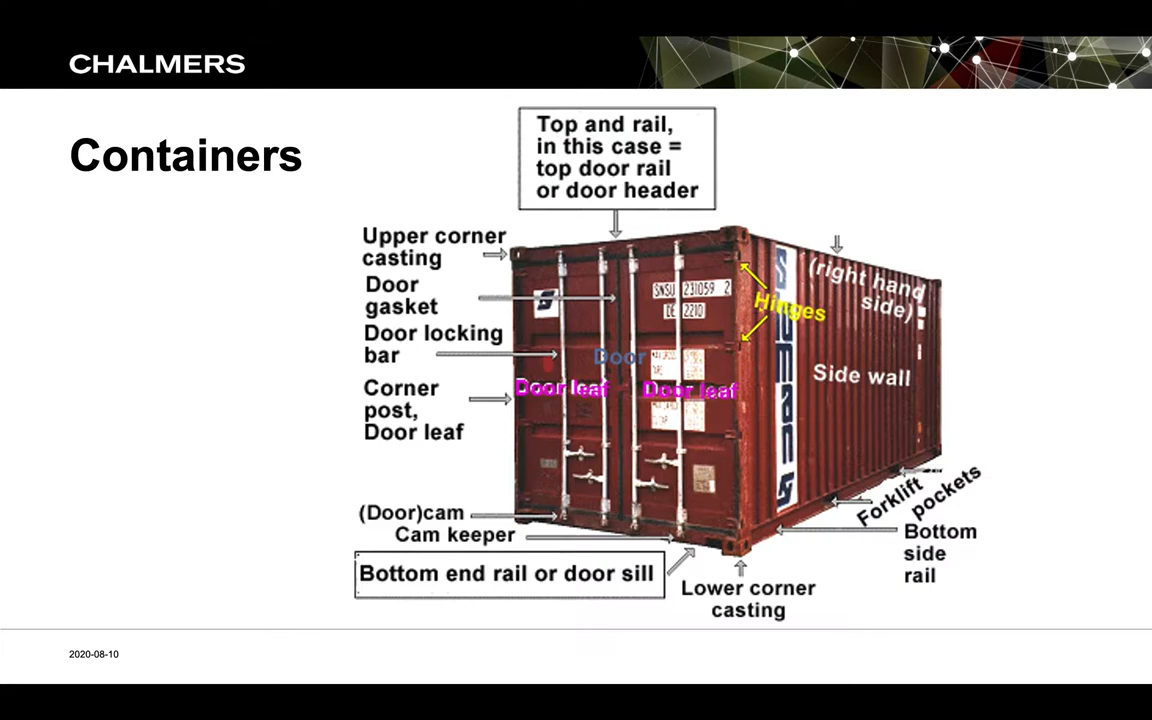 CHALMERS
Containers
Top and rail,
in this case =
top door rail
or door header
Upper corner
casting
Door
gasket
Door locking
bar
Corner
post,
Door leaf
(Door)cam
Cam keeper
Bottom end rail or door sill
Lower corner
casting
Bottom
side
rail
Forklift
pockets
Side wall
(right hand
side)
Hinges
Door
Door leaf
Door leaf
2020-08-10